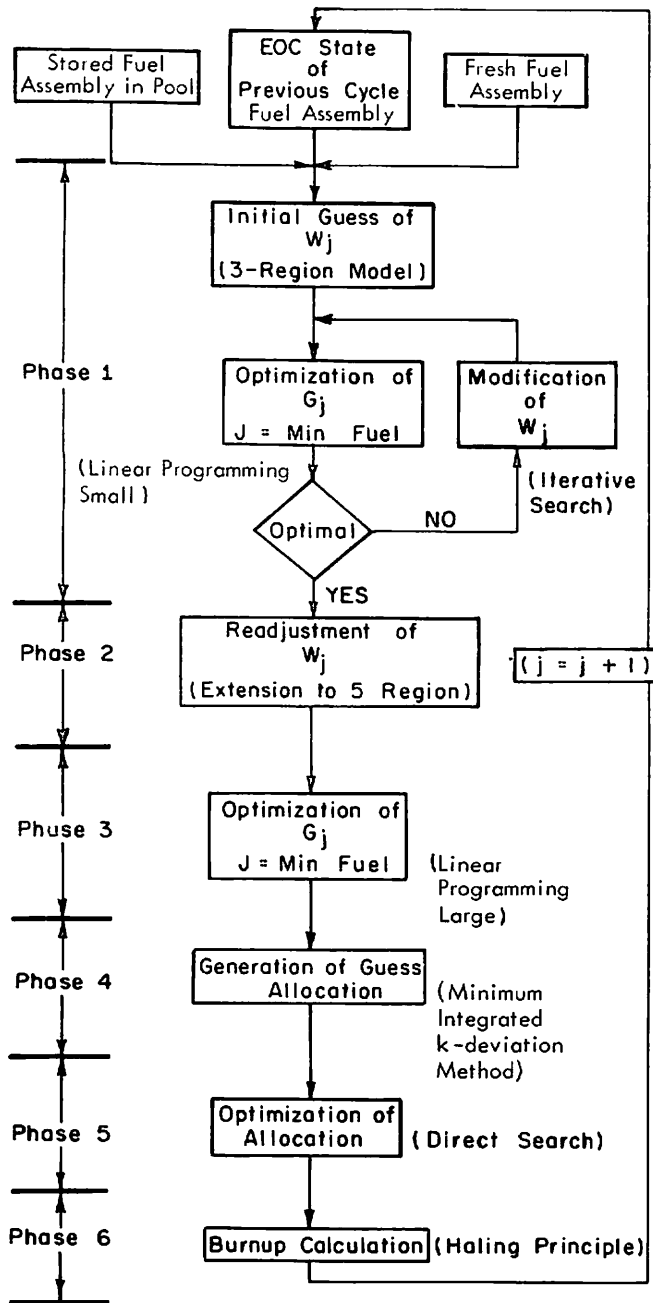 Stored Fuel
Assembly in Pool
EOC State
of
Previous Cycle
Fuel Assembly
Fresh Fuel
Assembly
Initial Guess of
Wj
(3-Region Model)
Phase 1
Optimization of
Gj
J = Min Fuel
Modification
of
Wj
(Linear Programming
Small)
(Iterative
Search)
Optimal
NO
YES
Phase 2
Readjustment of
Wj
(Extension to 5 Region)
(j = j + 1)
Phase 3
Optimization of
Gj
J = Min Fuel
(Linear
Programming
Large)
Phase 4
Generation of Guess
Allocation
(Minimum
Integrated
k-deviation
Method)
Phase 5
Optimization of
Allocation
(Direct Search)
Phase 6
Burnup Calculation
(Haling Principle)